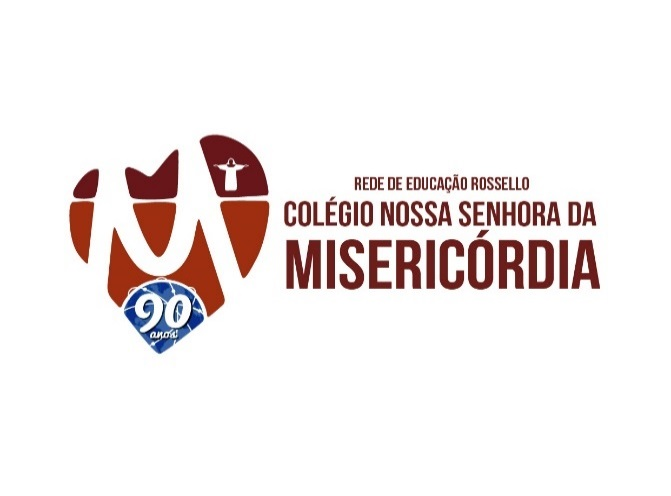 REDE DE EDUCAÇÃO ROSSELLO
COLÉGIO NOSSA SENHORA DA
MISERICÓRDIA
90
anos